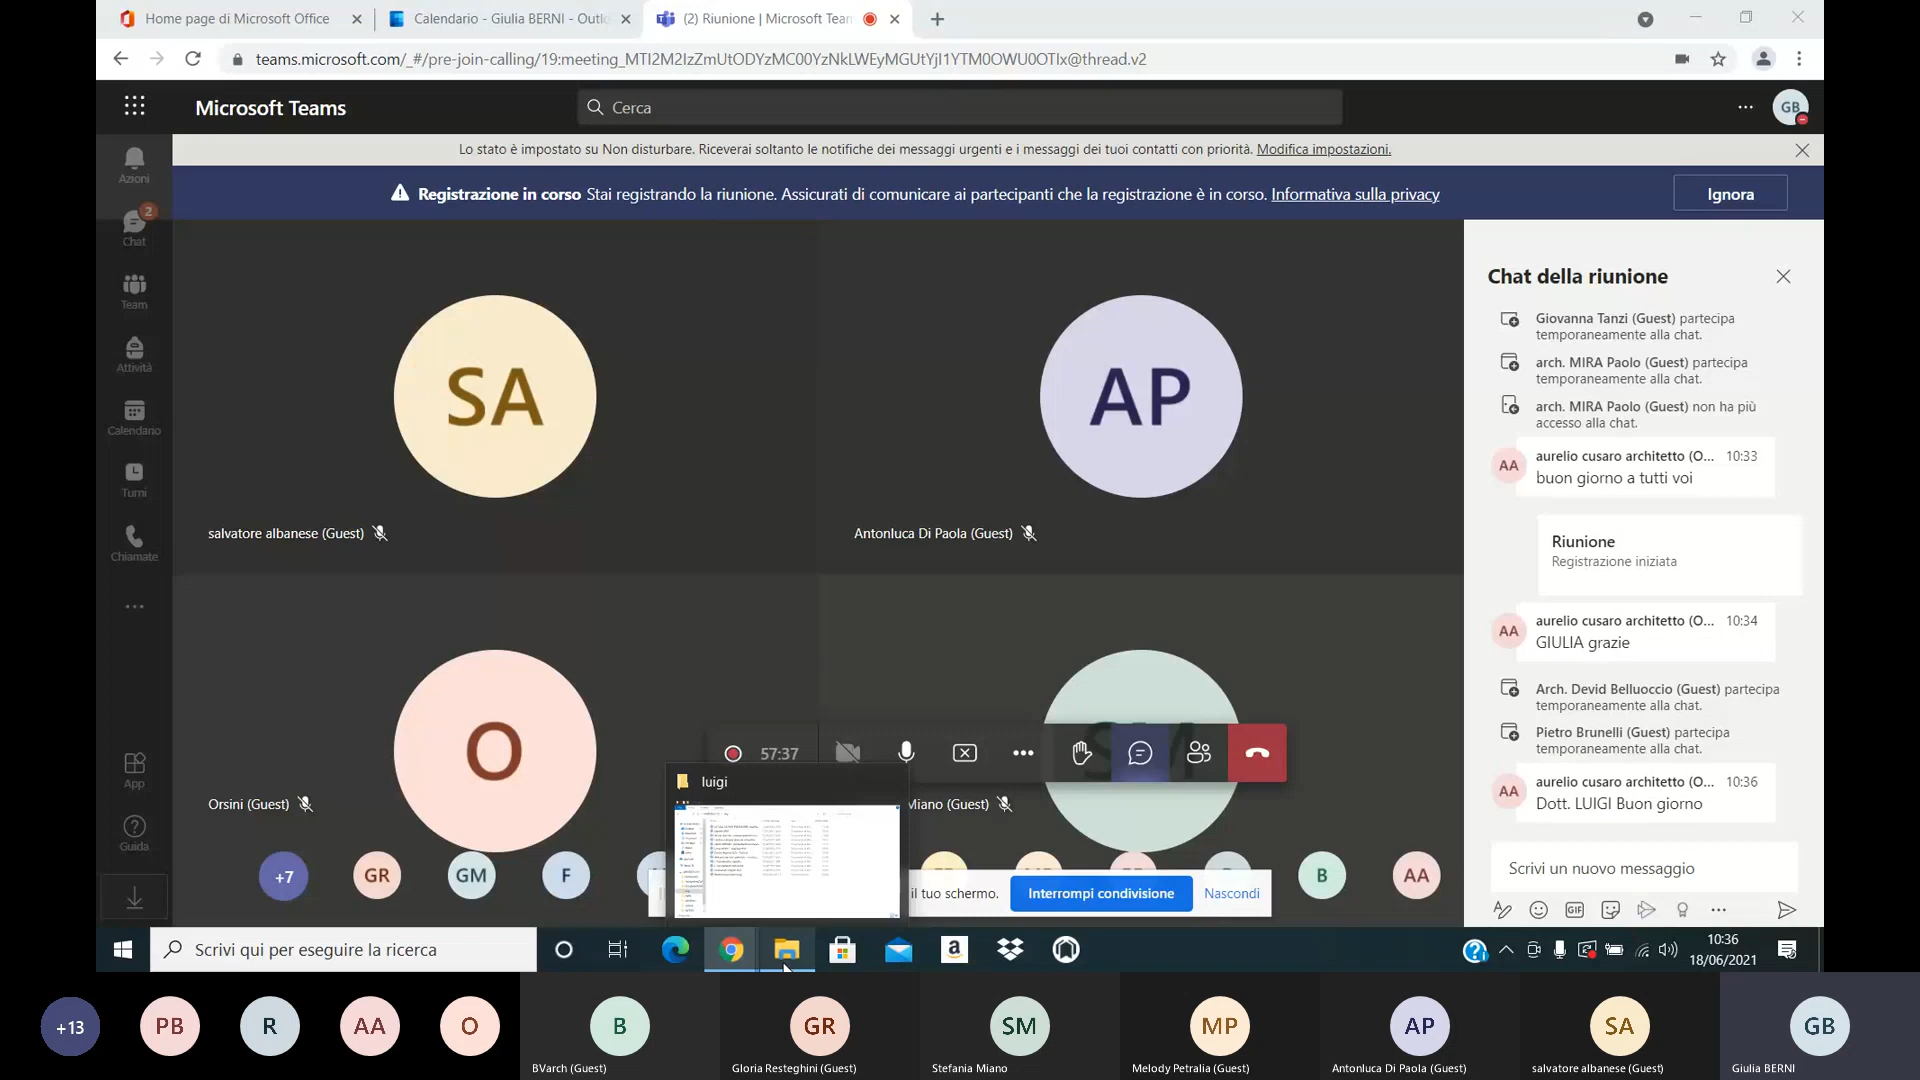 Home page di Microsoft Office
Calendario - Giulia BERNI - Outlo
(2) Riunione | Microsoft Tean
teams.microsoft.com/_#/pre-join-calling/19:meeting_MTI2M2IzZmUtODYzMC00YzNkLWEyMGUtYjI1YTM0OWU0OTIx@thread.v2
Microsoft Teams
Cerca
GB
Lo stato è impostato su Non disturbare. Riceverai soltanto le notifiche dei messaggi urgenti e i messaggi dei tuoi contatti con priorità. Modifica impostazioni.
Registrazione in corso Stai registrando la riunione. Assicurati di comunicare ai partecipanti che la registrazione è in corso. Informativa sulla privacy
Ignora
Azioni
2
Chat
Team
Attività
Calendario
Turni
Chiamate
App
Guida
SA
salvatore albanese (Guest)
AP
Antonluca Di Paola (Guest)
O
Orsini (Guest)
SM
Miano (Guest)
57:37
luigi
+7
GR
GM
F
B
AA
il tuo schermo.
Interrompi condivisione
Nascondi
Chat della riunione
Giovanna Tanzi (Guest) partecipa
temporaneamente alla chat.
arch. MIRA Paolo (Guest) partecipa
temporaneamente alla chat.
arch. MIRA Paolo (Guest) non ha più
accesso alla chat.
AA
aurelio cusaro architetto (O... 10:33
buon giorno a tutti voi
Riunione
Registrazione iniziata
AA
aurelio cusaro architetto (O... 10:34
GIULIA grazie
Arch. Devid Belluoccio (Guest) partecipa
temporaneamente alla chat.
Pietro Brunelli (Guest) partecipa
temporaneamente alla chat.
AA
aurelio cusaro architetto (O... 10:36
Dott. LUIGI Buon giorno
Scrivi un nuovo messaggio
GIF
Scrivi qui per eseguire la ricerca
10:36
18/06/2021
+13
PB
R
AA
O
B
BVarch (Guest)
GR
Gloria Resteghini (Guest)
SM
Stefania Miano
MP
Melody Petralia (Guest)
AP
Antonluca Di Paola (Guest)
SA
salvatore albanese (Guest)
GB
Giulia BERNI